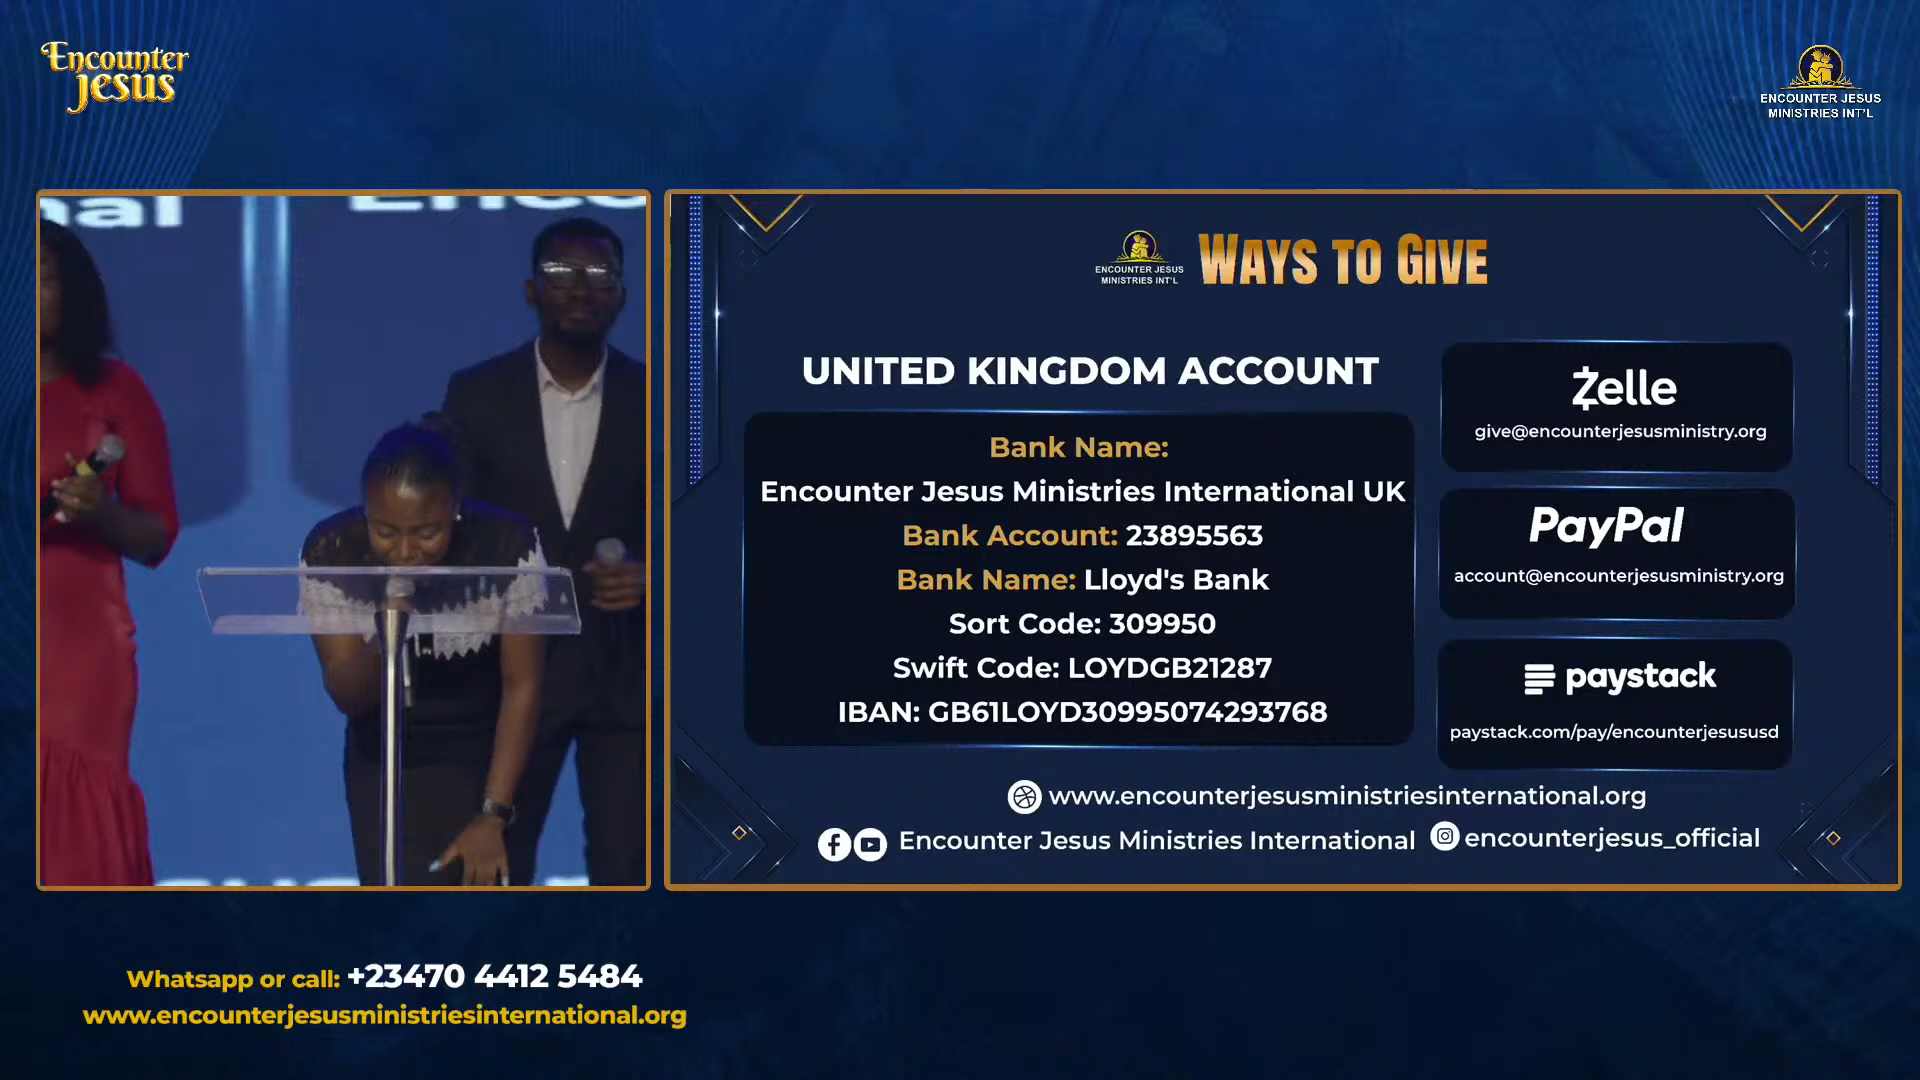 Encounter
Jesus
ENCOUNTER JESUS
MINISTRIES INT'L
ENCOUNTER JESUS
MINISTRIES INT'L
WAYS TO GIVE
UNITED KINGDOM ACCOUNT
Bank Name:
Encounter Jesus Ministries International UK
Bank Account: 23895563
Bank Name: Lloyd's Bank
Sort Code: 309950
Swift Code: LOYDGB21287
IBAN: GB61LOYD30995074293768
Zelle
give@encounterjesusministry.org
PayPal
account@encounterjesusministry.org
paystack
paystack.com/pay/encounterjesususd
www.encounterjesusministriesinternational.org
Encounter Jesus Ministries International
encounterjesus_official
Whatsapp or call: +23470 4412 5484
www.encounterjesusministriesinternational.org